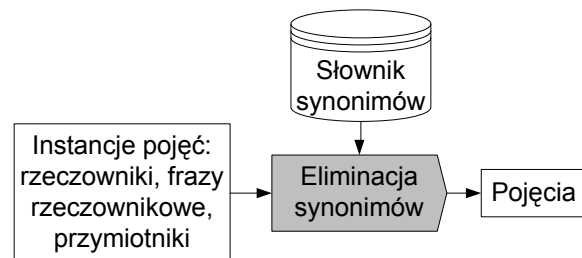 Słownik
synonimów
Instancje pojęć:
rzeczowniki, frazy
rzeczownikowe,
przymiotniki
Eliminacja
synonimów
Pojęcia